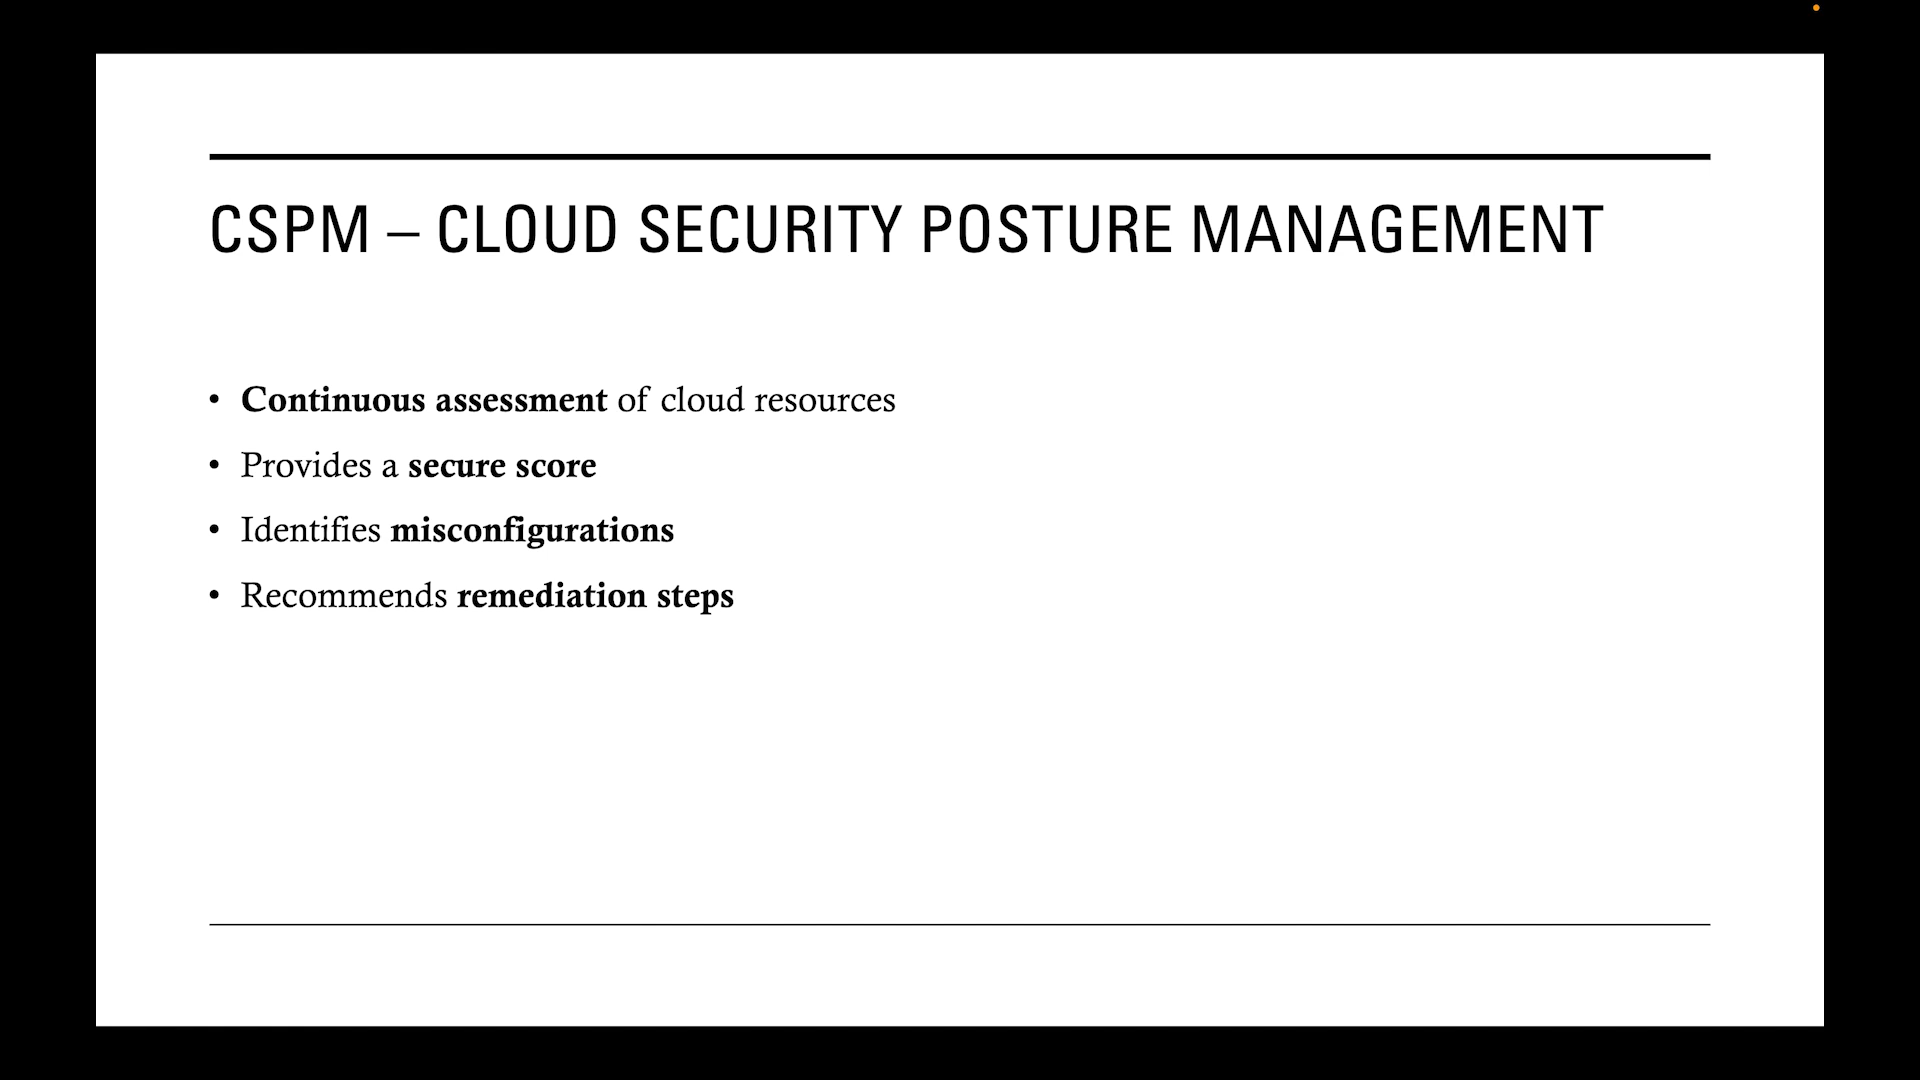 CSPM – CLOUD SECURITY POSTURE MANAGEMENT
• Continuous assessment of cloud resources
• Provides a secure score
• Identifies misconfigurations
• Recommends remediation steps